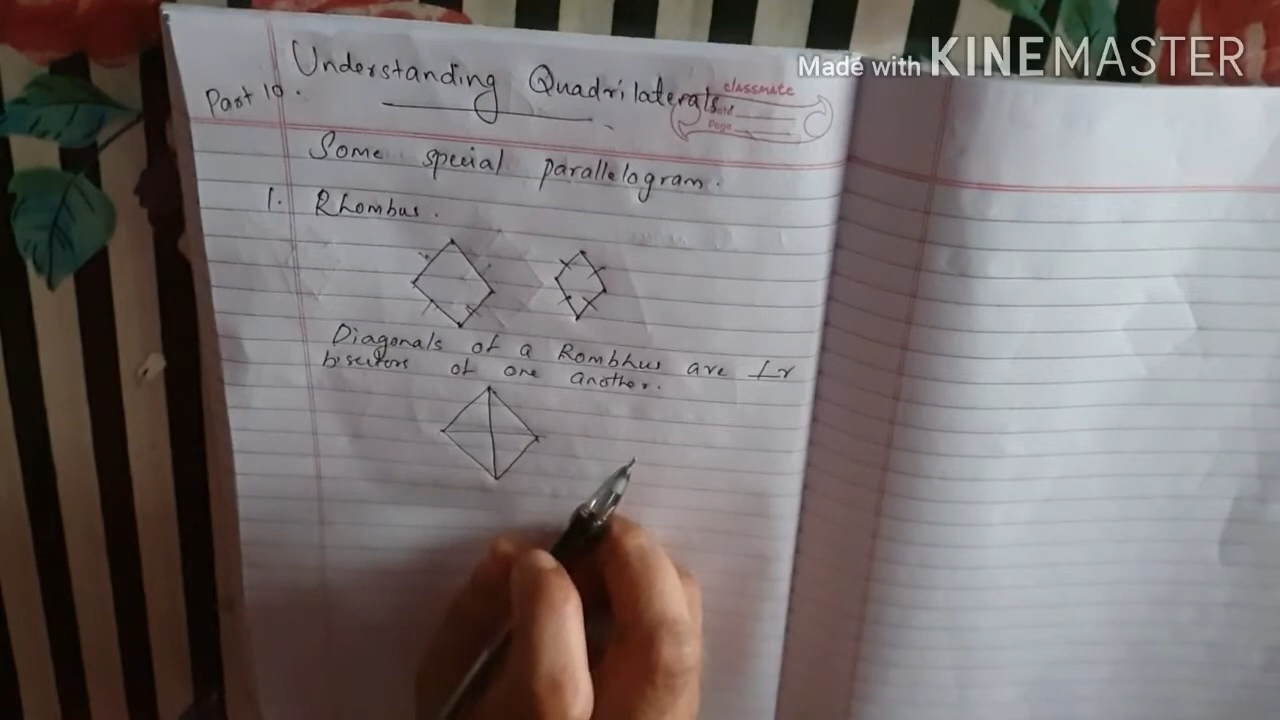 Made with KINEMASTER
Understanding Quadrilaterals
classmate
Part 10.
Date
Page
Some special parallelogram.
1. Rhombus.
Diagonals of a Rombhus are ⊥r
bisectors of one another.